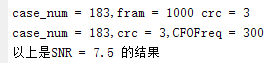 case_num = 183,fram = 1000 crc = 3
case_num = 183,crc = 3,CFOFreq = 300
以上是SNR = 7.5 的结果